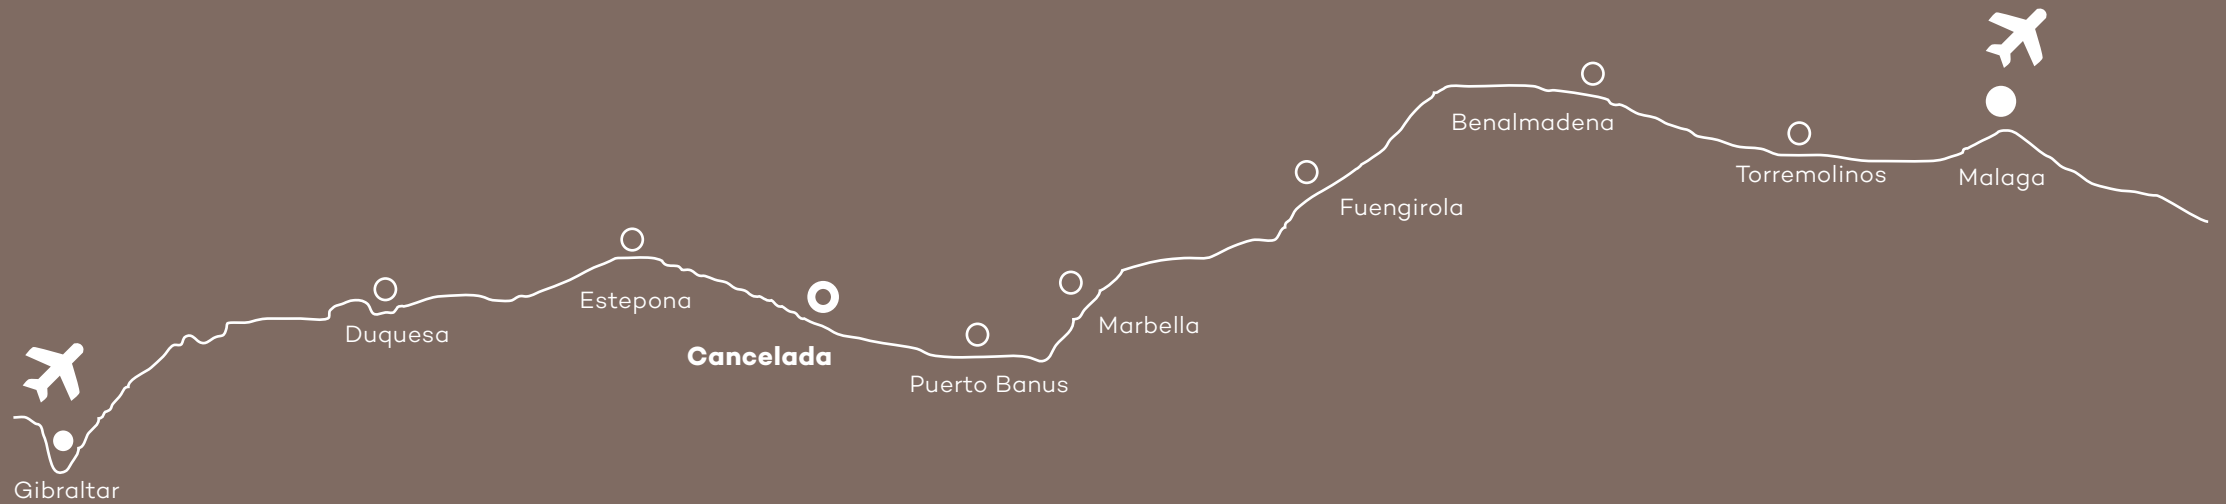 Benalmadena
Torremolinos
Malaga
Fuengirola
Estepona
Marbella
Duquesa
Cancelada
Puerto Banus
Gibraltar